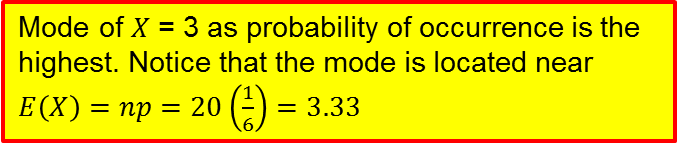 Mode of X = 3 as probability of occurrence is the
highest. Notice that the mode is located near
E(X) = np = 20 (1/6) = 3.33